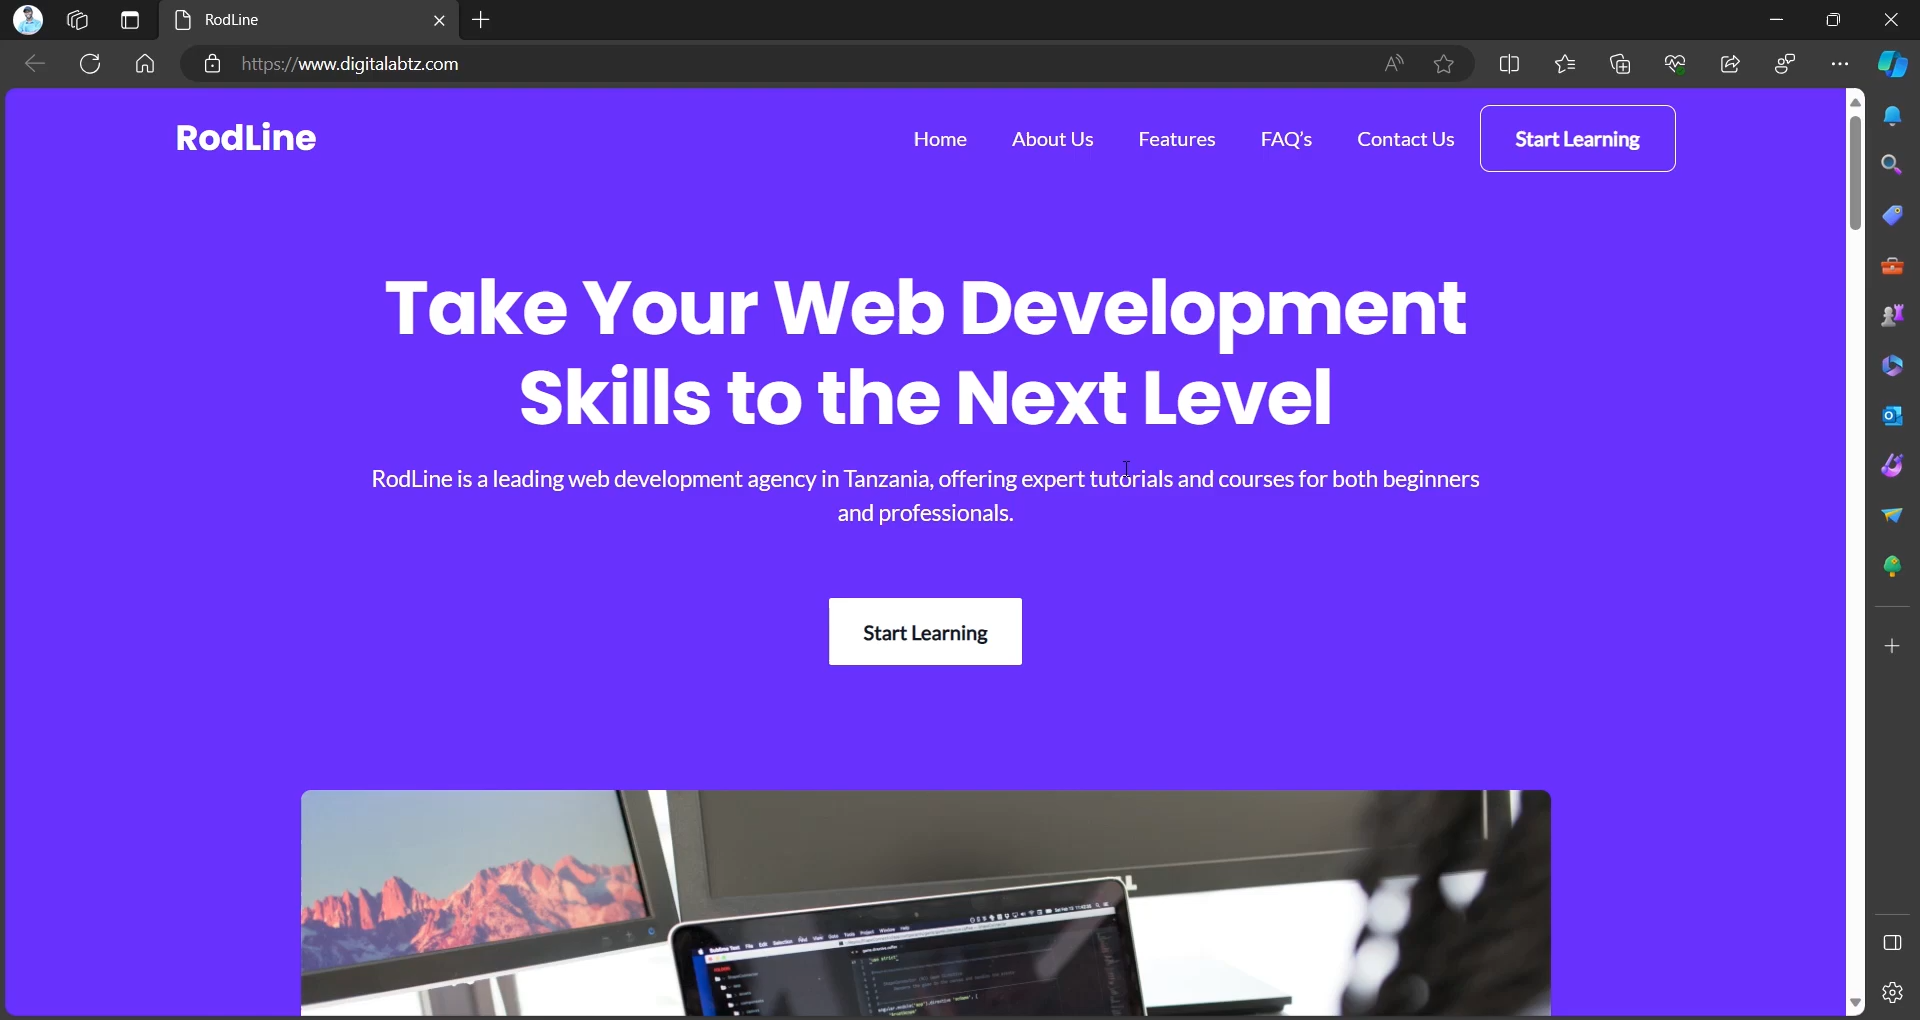 RodLine
https://www.digitalabtz.com
RodLine
Home About Us Features FAQ's Contact Us Start Learning
Take Your Web Development
Skills to the Next Level
RodLine is a leading web development agency in Tanzania, offering expert tutorials and courses for both beginners
and professionals.
Start Learning